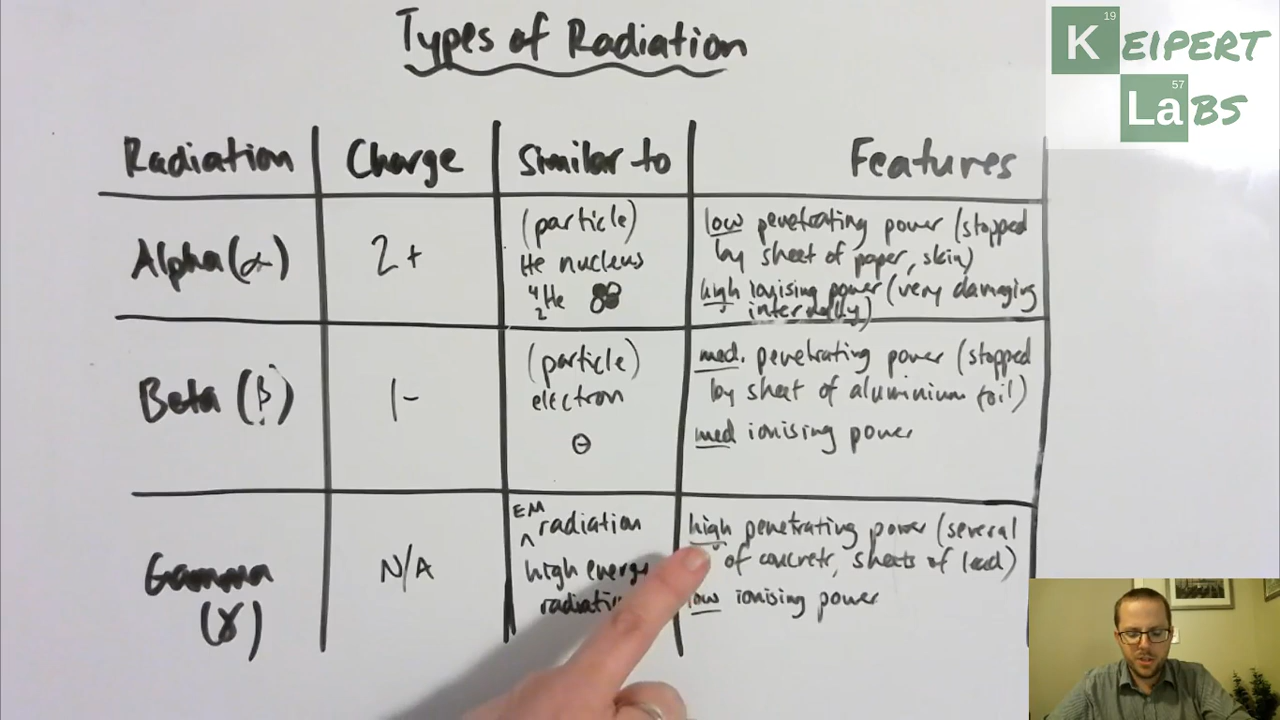 Types of Radiation
19
KEIPERT
57
LaBS
Radiation Charge Similar to Features
Alpha (α) 2+
(particle)
He nucleus
4
2He
low penetrating power (stopped
by sheet of paper, skin)
high ionising power (very damaging
internally)
Beta (β) 1-
(particle)
electron
⊖
med. penetrating power (stopped
by sheet of aluminium foil)
med ionising power
Gamma
(γ)
N/A
EM
^ radiation
high energy
radiation
high penetrating power (several
of concrete, sheets of lead)
low ionising power